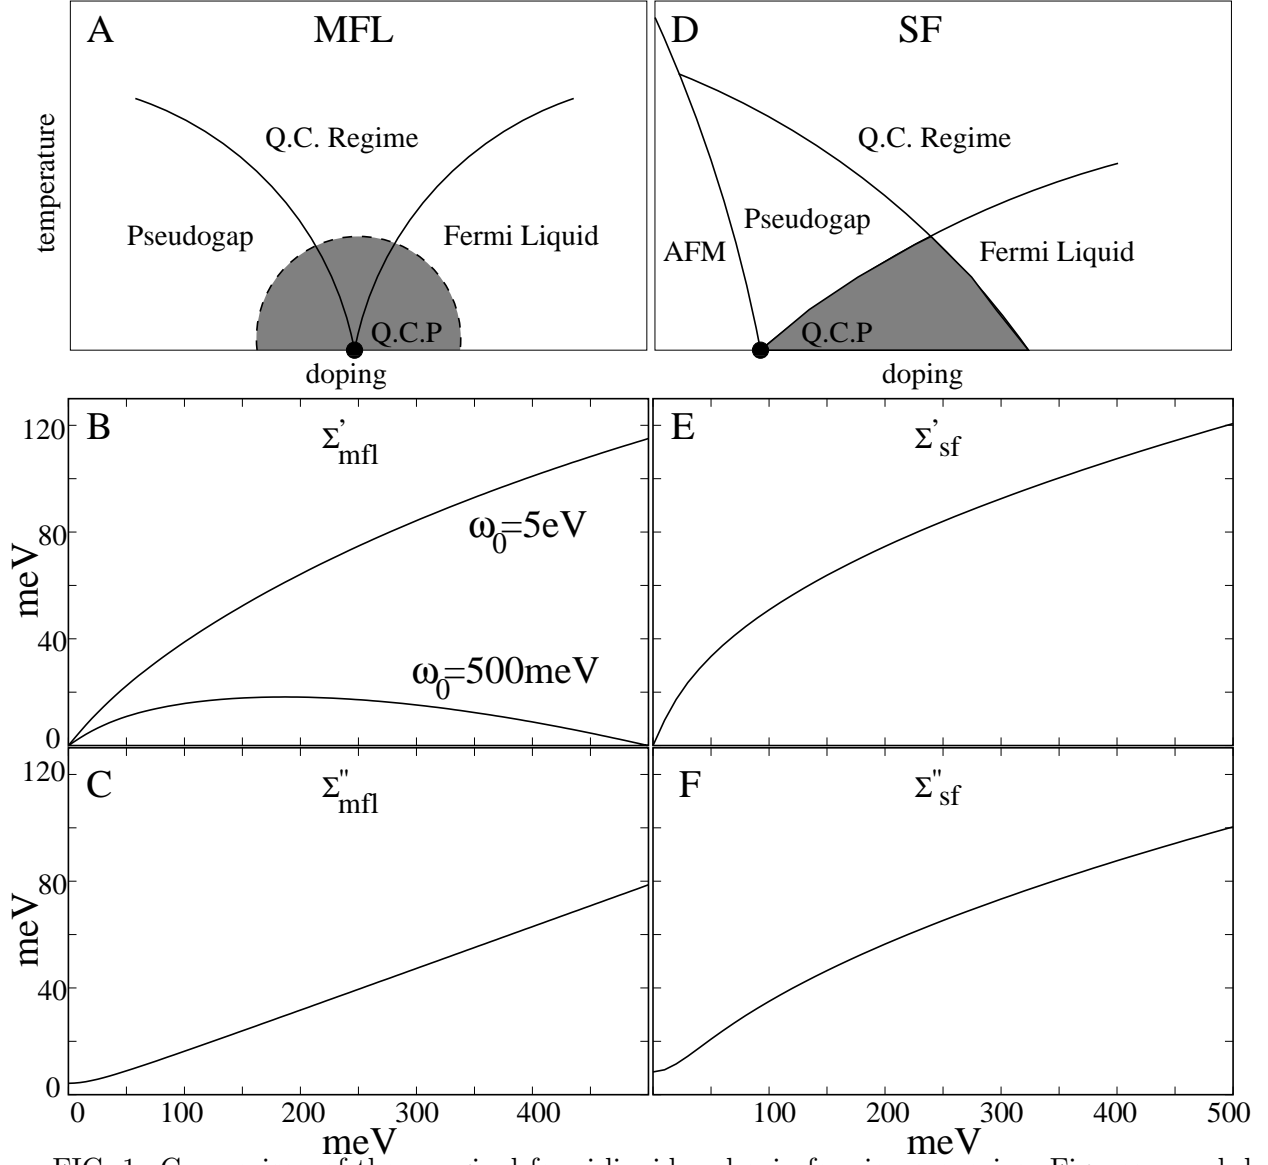 A MFL
Q.C. Regime
Pseudogap
Fermi Liquid
Q.C.P
temperature
doping
D SF
Q.C. Regime
Pseudogap
AFM
Fermi Liquid
Q.C.P
doping
B Σ'mfl
120
80
40
0
meV
ω0=5eV
ω0=500meV
E Σ'sf
C Σ"mfl
120
80
40
0
meV
0 100 200 300 400
meV
F Σ"sf
100 200 300 400 500
meV